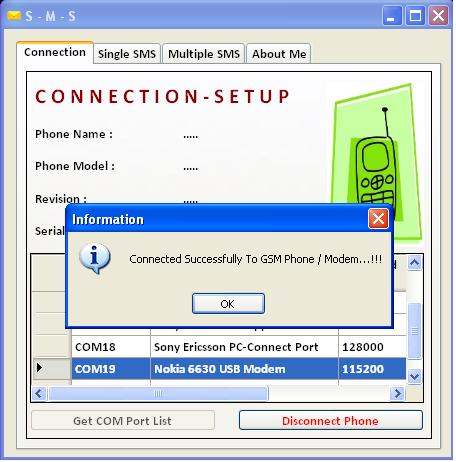 S - M - S
Connection Single SMS Multiple SMS About Me
CONNECTION-SETUP
Phone Name : .....
Phone Model : .....
Revision : .....
Serial
Information
Connected Successfully To GSM Phone / Modem...!!!
OK
COM18 Sony Ericsson PC-Connect Port 128000
COM19 Nokia 6630 USB Modem 115200
Get COM Port List Disconnect Phone